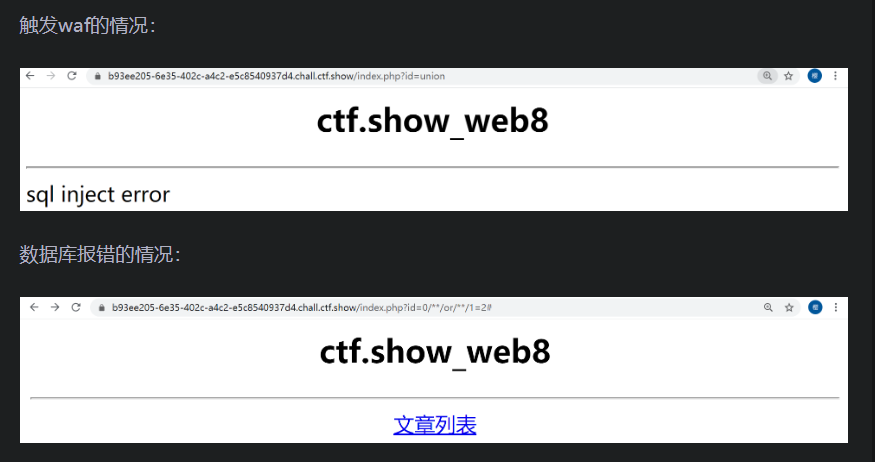 触发waf的情况：
b93ee205-6e35-402c-a4c2-e5c8540937d4.chall.ctf.show/index.php?id=union
樱
ctf.show_web8
sql inject error
数据库报错的情况：
b93ee205-6e35-402c-a4c2-e5c8540937d4.chall.ctf.show/index.php?id=0/**/or/**/1=2#
樱
ctf.show_web8
文章列表